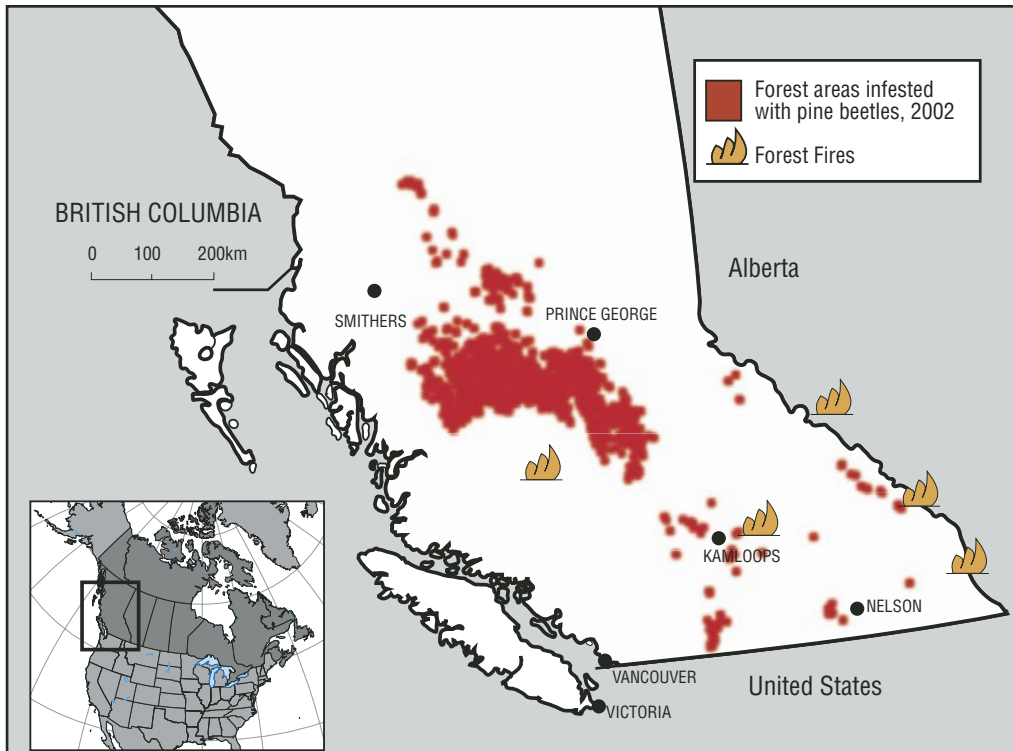 Forest areas infested
with pine beetles, 2002
Forest Fires
BRITISH COLUMBIA
0 100 200km
Alberta
SMITHERS
PRINCE GEORGE
KAMLOOPS
NELSON
VANCOUVER
United States
VICTORIA